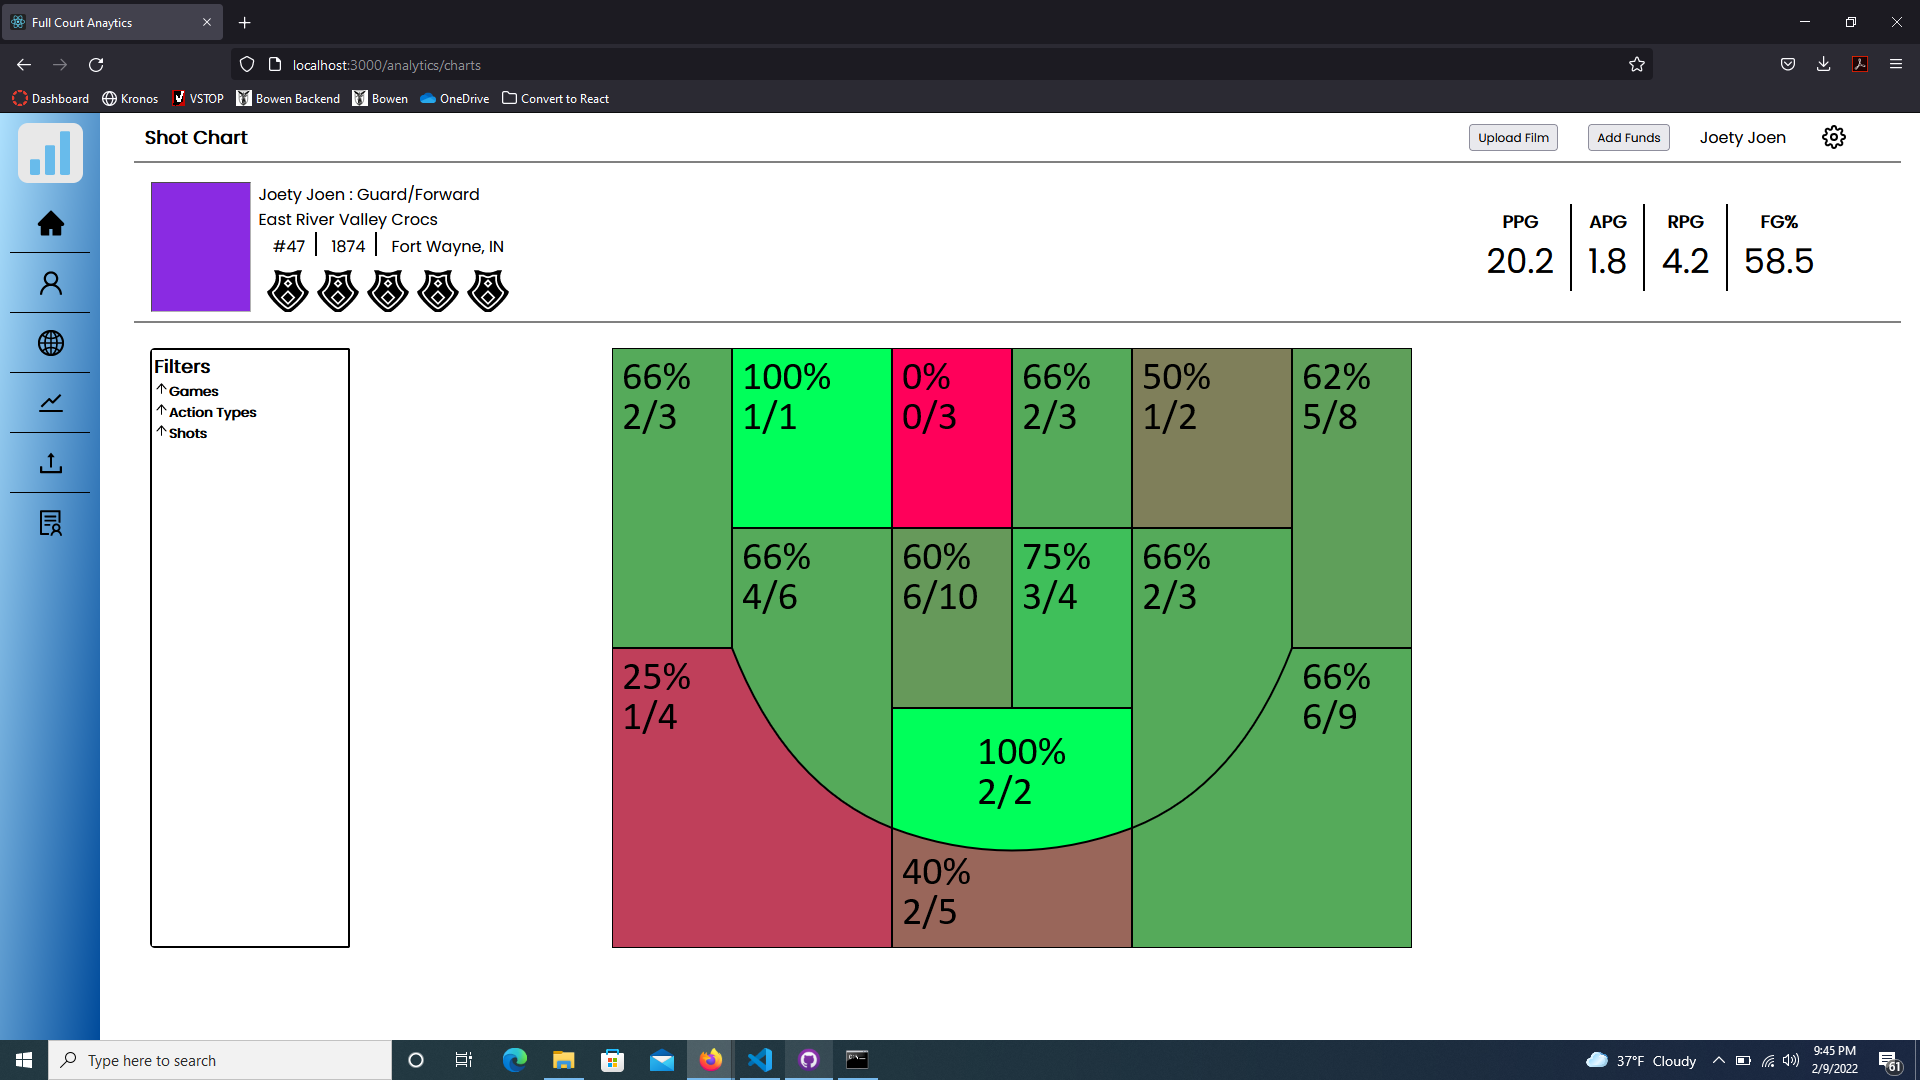 Full Court Anaytics
localhost:3000/analytics/charts
Dashboard Kronos VSTOP Bowen Backend Bowen OneDrive Convert to React
Shot Chart
Upload Film
Add Funds
Joety Joen
Joety Joen : Guard/Forward
East River Valley Crocs
#47 1874 Fort Wayne, IN
PPG APG RPG FG%
20.2 1.8 4.2 58.5
Filters
Games
Action Types
Shots
66% 100% 0% 66% 50% 62%
2/3 1/1 0/3 2/3 1/2 5/8
66% 60% 75% 66%
4/6 6/10 3/4 2/3
25% 66%
1/4 6/9
100%
2/2
40%
2/5
Type here to search
37°F Cloudy
9:45 PM
2/9/2022
61